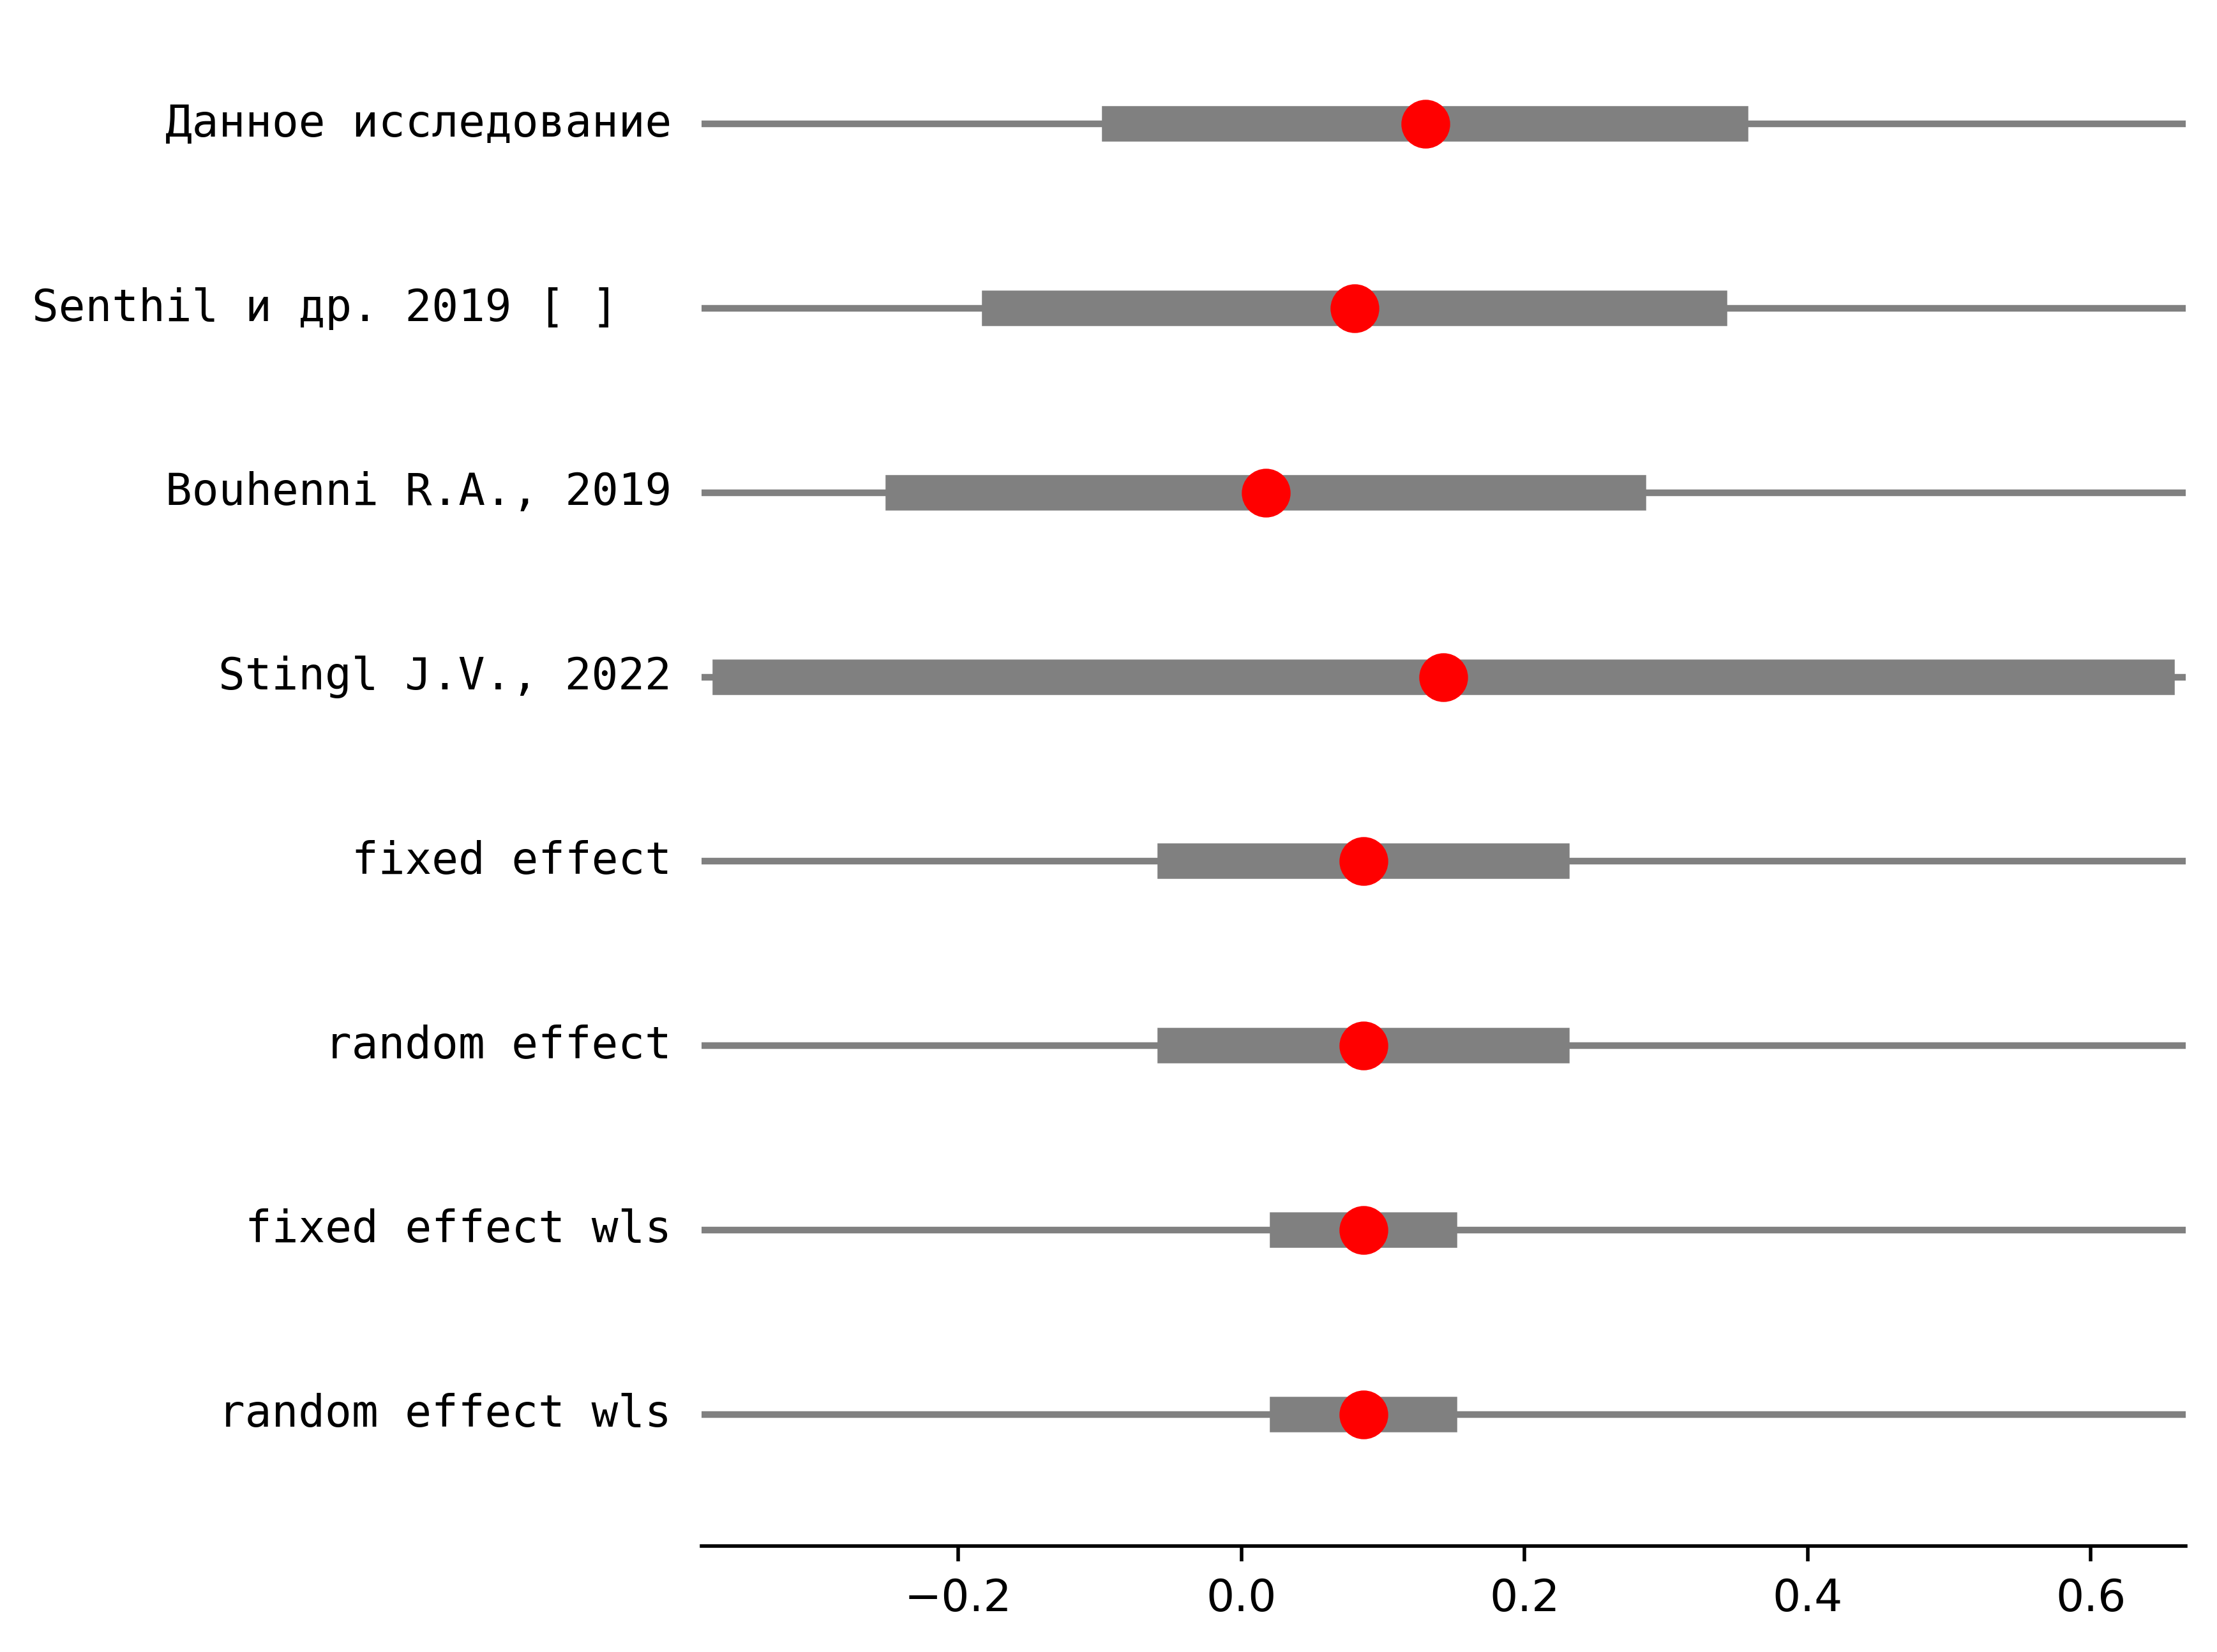 Данное исследование
Senthil и др. 2019 [ ]
Bouhenni R.A., 2019
Stingl J.V., 2022
fixed effect
random effect
fixed effect wls
random effect wls
−0.2 0.0 0.2 0.4 0.6